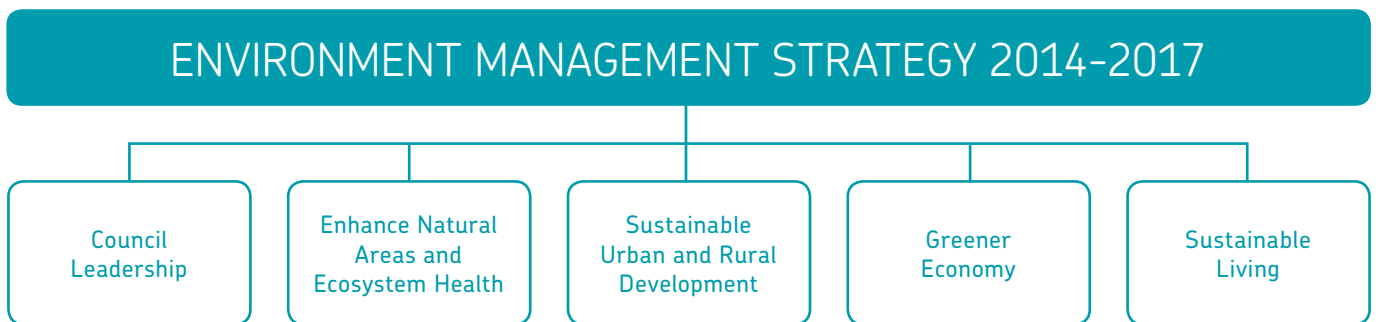 ENVIRONMENT MANAGEMENT STRATEGY 2014-2017
Council
Leadership
Enhance Natural
Areas and
Ecosystem Health
Sustainable
Urban and Rural
Development
Greener
Economy
Sustainable
Living